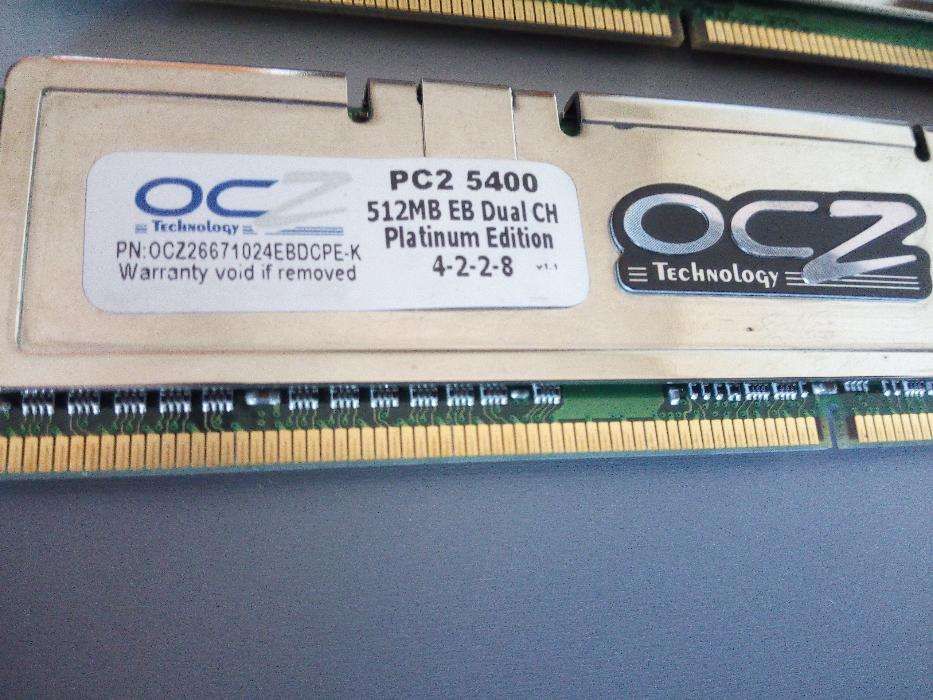 OCZ
Technology
PN:OCZ26671024EBDCPE-K
Warranty void if removed
PC2 5400
512MB EB Dual CH
Platinum Edition
4-2-2-8 v1.1
OCZ
Technology